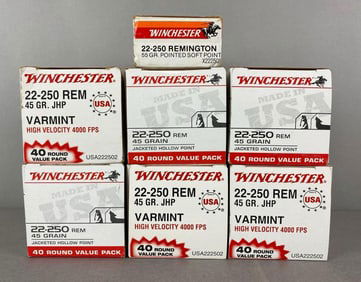 WINCHESTER
22-250 REMINGTON
55 GR. POINTED SOFT POINT
X22250
WINCHESTER
22-250 REM
45 GR. JHP
USA
VARMINT
HIGH VELOCITY 4000 FPS
40 ROUND VALUE PACK
USA222502
WINCHESTER
MADE IN USA
22-250 REM
45 GRAIN
JACKETED HOLLOW POINT
40 ROUND VALUE PACK
WINCHESTER
MADE IN USA
22-250 REM
45 GRAIN
JACKETED HOLLOW POINT
40 ROUND VALUE PACK
WINCHESTER
MADE IN USA
22-250 REM
45 GRAIN
JACKETED HOLLOW POINT
40 ROUND VALUE PACK
WINCHESTER
22-250 REM
45 GR. JHP
USA
VARMINT
HIGH VELOCITY 4000 FPS
40 ROUND VALUE PACK
USA222502
WINCHESTER
22-250 REM
45 GR. JHP
USA
VARMINT
HIGH VELOCITY 4000 FPS
40 ROUND VALUE PACK
USA222502